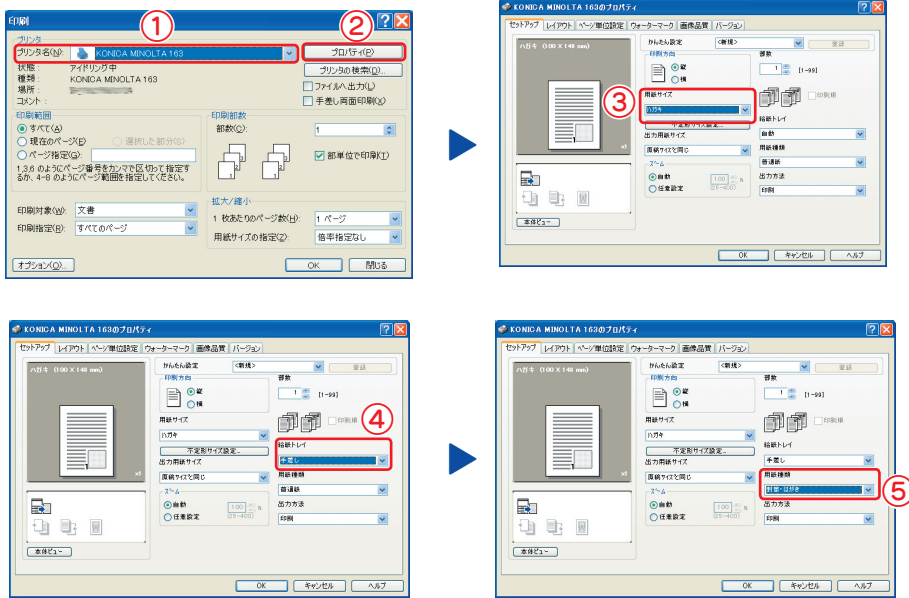 印刷
①
②
プリンタ
プリンタ名(N): KONICA MINOLTA 163 プロパティ(P)
状態: アイドリング中 プリンタの検索(D)...
種類: KONICA MINOLTA 163
場所: ファイルへ出力(L)
コメント: 手差し両面印刷(X)
印刷範囲 印刷部数
すべて(A) 部数(C): 1
現在のページ(E) 選択した部分(S)
ページ指定(G): 部単位で印刷(T)
1,3,6 のようにページ番号をカンマで区切って指定す
るか、4-8 のようにページ範囲を指定してください。
拡大/縮小
印刷対象(W): 文書 1 枚あたりのページ数(H): 1 ページ
印刷指定(R): すべてのページ 用紙サイズの指定(Z): 倍率指定なし
オプション(O)... OK 閉じる
KONICA MINOLTA 163のプロパティ
セットアップ レイアウト ページ単位設定 ウォーターマーク 画像品質 バージョン
ハガキ (100 X 148 mm) かんたん設定 <新規> 登録
印刷方向 部数
縦 1 [1-99]
横
③
用紙サイズ 印刷順
ハガキ 給紙トレイ
不定形サイズ設定... 自動
出力用紙サイズ 用紙種類
x1 原稿サイズと同じ 普通紙
ズーム 出力方法
自動 100 %
任意設定 (25-400) 印刷
本体ビュー
OK キャンセル ヘルプ
KONICA MINOLTA 163のプロパティ
セットアップ レイアウト ページ単位設定 ウォーターマーク 画像品質 バージョン
ハガキ (100 X 148 mm) かんたん設定 <新規> 登録
印刷方向 部数
縦 1 [1-99]
横
用紙サイズ 印刷順
④
ハガキ 給紙トレイ
不定形サイズ設定... 手差し
出力用紙サイズ 用紙種類
x1 原稿サイズと同じ 普通紙
ズーム 出力方法
自動 100 %
任意設定 (25-400) 印刷
本体ビュー
OK キャンセル ヘルプ
KONICA MINOLTA 163のプロパティ
セットアップ レイアウト ページ単位設定 ウォーターマーク 画像品質 バージョン
ハガキ (100 X 148 mm) かんたん設定 <新規> 登録
印刷方向 部数
縦 1 [1-99]
横
用紙サイズ 印刷順
ハガキ 給紙トレイ
不定形サイズ設定... 手差し
出力用紙サイズ 用紙種類
x1 原稿サイズと同じ 封筒・はがき
⑤
ズーム 出力方法
自動 100 %
任意設定 (25-400) 印刷
本体ビュー
OK キャンセル ヘルプ